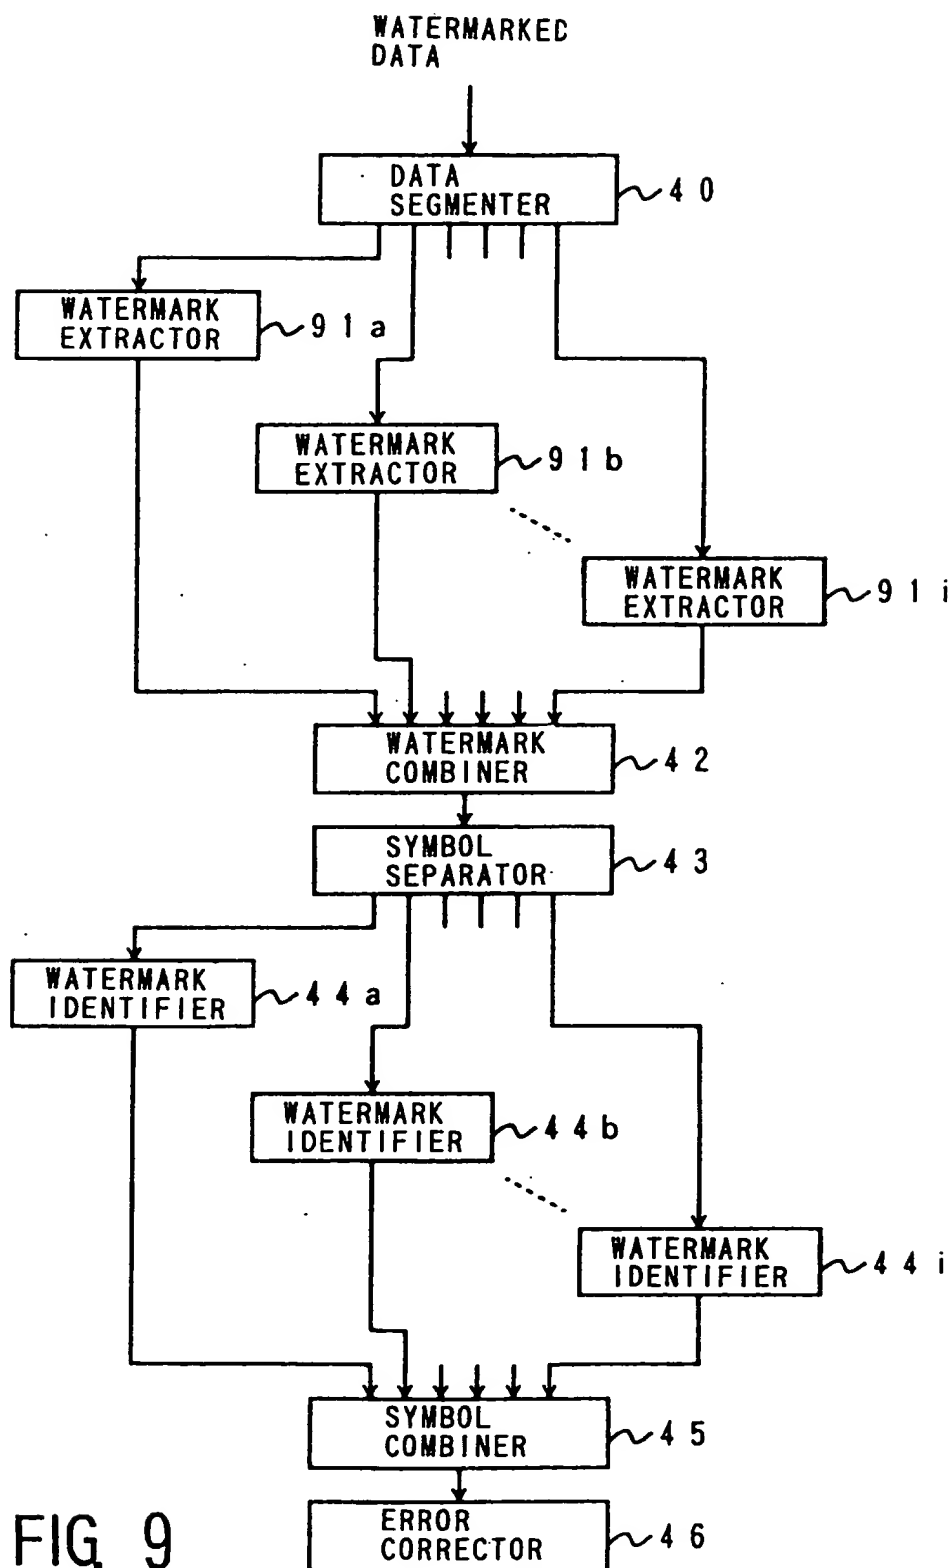 WATERMARKED
DATA
DATA
SEGMENTER
40
WATERMARK
EXTRACTOR
91a
WATERMARK
EXTRACTOR
91b
WATERMARK
EXTRACTOR
91i
WATERMARK
COMBINER
42
SYMBOL
SEPARATOR
43
WATERMARK
IDENTIFIER
44a
WATERMARK
IDENTIFIER
44b
WATERMARK
IDENTIFIER
44i
SYMBOL
COMBINER
45
ERROR
CORRECTOR
46
FIG. 9